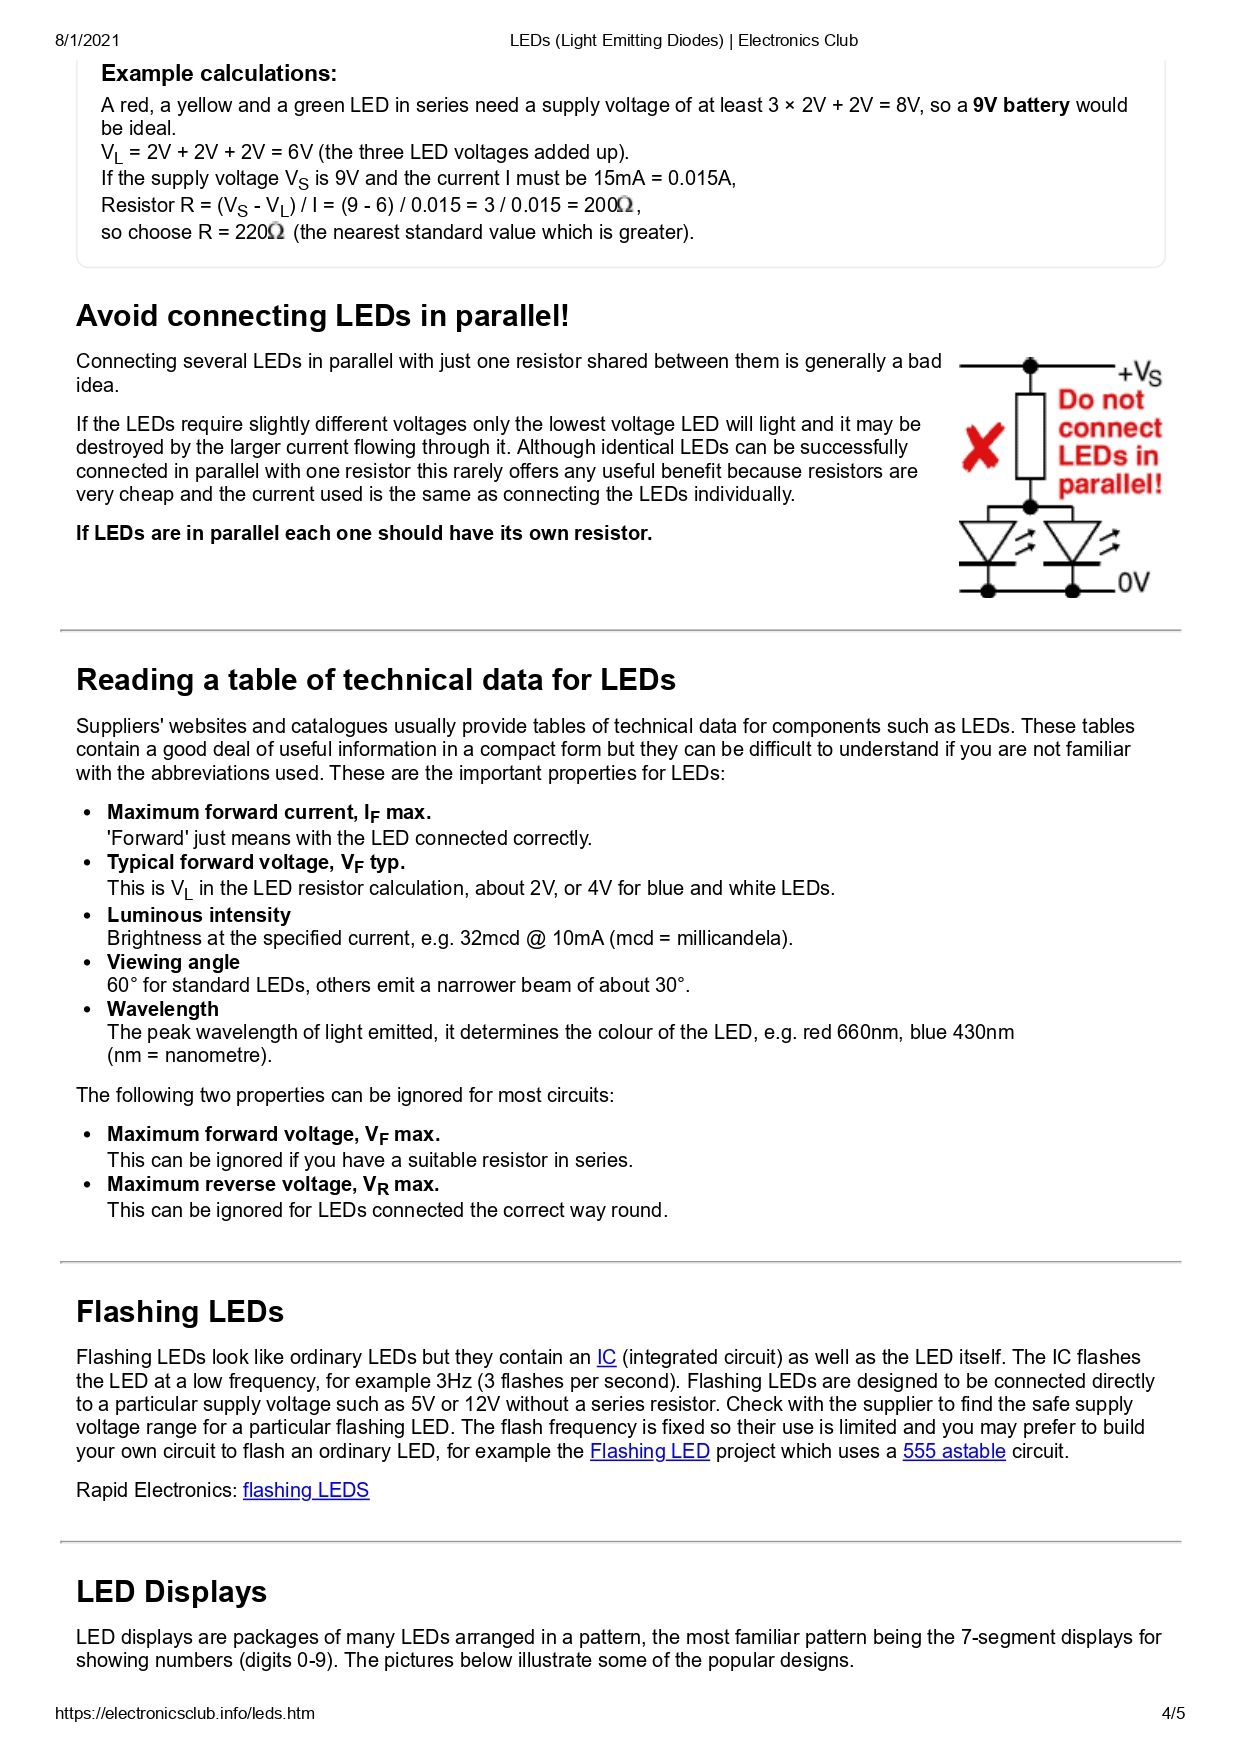 8/1/2021
LEDs (Light Emitting Diodes) | Electronics Club
Example calculations:
A red, a yellow and a green LED in series need a supply voltage of at least 3 × 2V + 2V = 8V, so a 9V battery would
be ideal.
VL = 2V + 2V + 2V = 6V (the three LED voltages added up).
If the supply voltage VS is 9V and the current I must be 15mA = 0.015A,
Resistor R = (VS - VL) / I = (9 - 6) / 0.015 = 3 / 0.015 = 200Ω,
so choose R = 220Ω (the nearest standard value which is greater).
Avoid connecting LEDs in parallel!
Connecting several LEDs in parallel with just one resistor shared between them is generally a bad
idea.
If the LEDs require slightly different voltages only the lowest voltage LED will light and it may be
destroyed by the larger current flowing through it. Although identical LEDs can be successfully
connected in parallel with one resistor this rarely offers any useful benefit because resistors are
very cheap and the current used is the same as connecting the LEDs individually.
If LEDs are in parallel each one should have its own resistor.
+VS
Do not
connect
LEDs in
parallel!
0V
Reading a table of technical data for LEDs
Suppliers' websites and catalogues usually provide tables of technical data for components such as LEDs. These tables
contain a good deal of useful information in a compact form but they can be difficult to understand if you are not familiar
with the abbreviations used. These are the important properties for LEDs:
• Maximum forward current, IF max.
'Forward' just means with the LED connected correctly.
• Typical forward voltage, VF typ.
This is VL in the LED resistor calculation, about 2V, or 4V for blue and white LEDs.
• Luminous intensity
Brightness at the specified current, e.g. 32mcd @ 10mA (mcd = millicandela).
• Viewing angle
60° for standard LEDs, others emit a narrower beam of about 30°.
• Wavelength
The peak wavelength of light emitted, it determines the colour of the LED, e.g. red 660nm, blue 430nm
(nm = nanometre).
The following two properties can be ignored for most circuits:
• Maximum forward voltage, VF max.
This can be ignored if you have a suitable resistor in series.
• Maximum reverse voltage, VR max.
This can be ignored for LEDs connected the correct way round.
Flashing LEDs
Flashing LEDs look like ordinary LEDs but they contain an IC (integrated circuit) as well as the LED itself. The IC flashes
the LED at a low frequency, for example 3Hz (3 flashes per second). Flashing LEDs are designed to be connected directly
to a particular supply voltage such as 5V or 12V without a series resistor. Check with the supplier to find the safe supply
voltage range for a particular flashing LED. The flash frequency is fixed so their use is limited and you may prefer to build
your own circuit to flash an ordinary LED, for example the Flashing LED project which uses a 555 astable circuit.
Rapid Electronics: flashing LEDS
LED Displays
LED displays are packages of many LEDs arranged in a pattern, the most familiar pattern being the 7-segment displays for
showing numbers (digits 0-9). The pictures below illustrate some of the popular designs.
https://electronicsclub.info/leds.htm
4/5